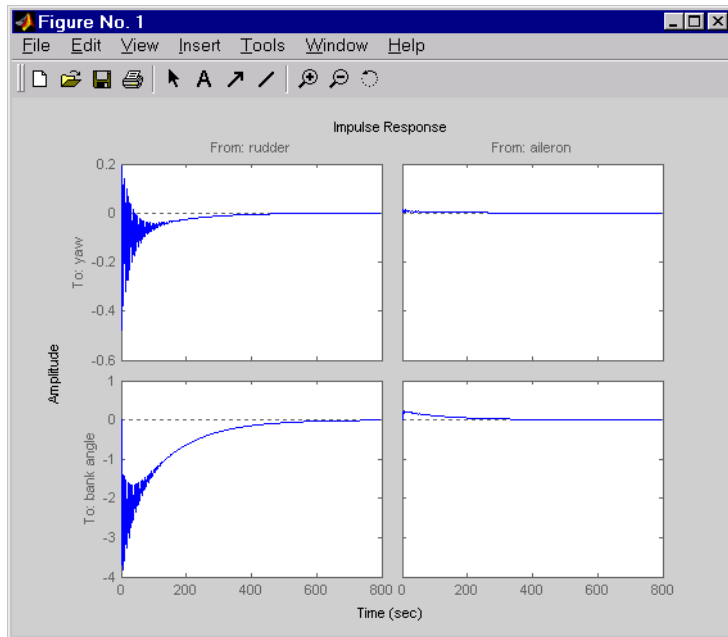 Figure No. 1
File Edit View Insert Tools Window Help
A
Impulse Response
From: rudder
From: aileron
To: yaw
0.2
0
-0.2
-0.4
-0.6
Amplitude
To: bank angle
1
0
-1
-2
-3
-4
0 200 400 600 800 0 200 400 600 800
Time (sec)